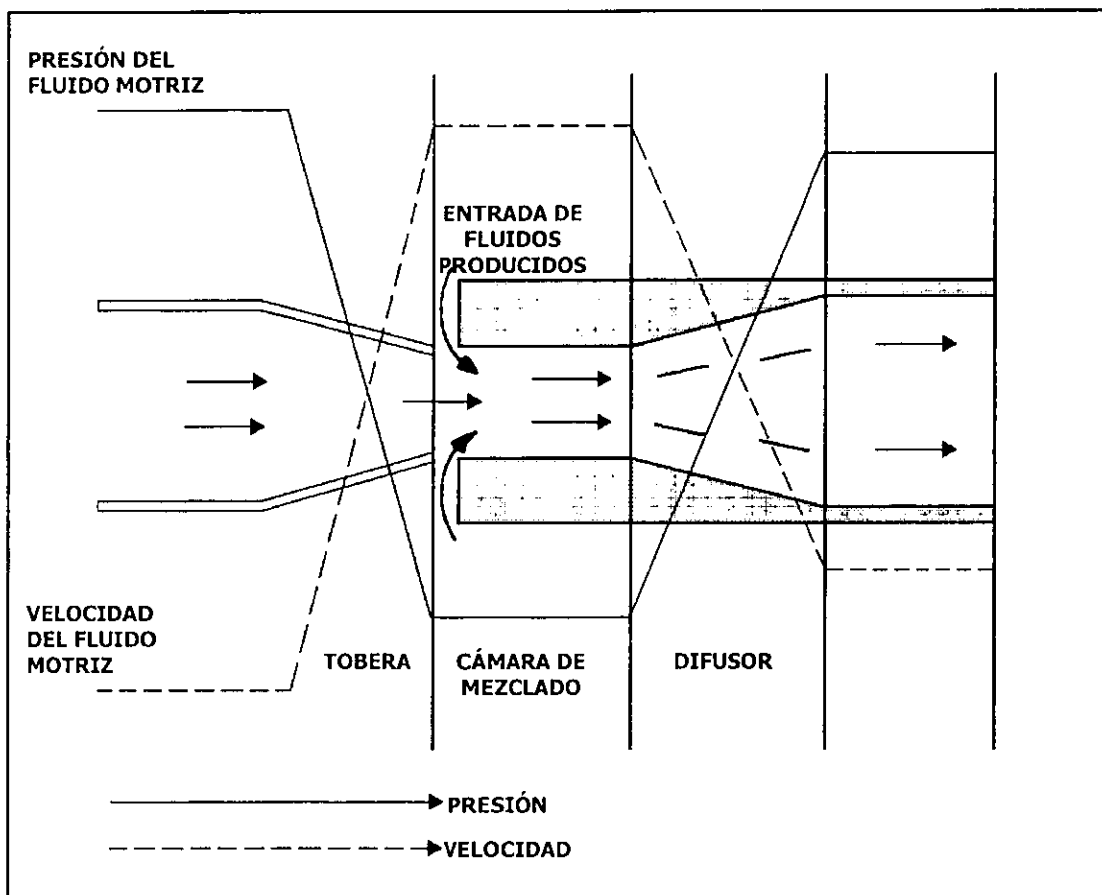 PRESIÓN DEL
FLUIDO MOTRIZ
ENTRADA DE
FLUIDOS
PRODUCIDOS
VELOCIDAD
DEL FLUIDO
MOTRIZ
TOBERA
CÁMARA DE
MEZCLADO
DIFUSOR
PRESIÓN
VELOCIDAD